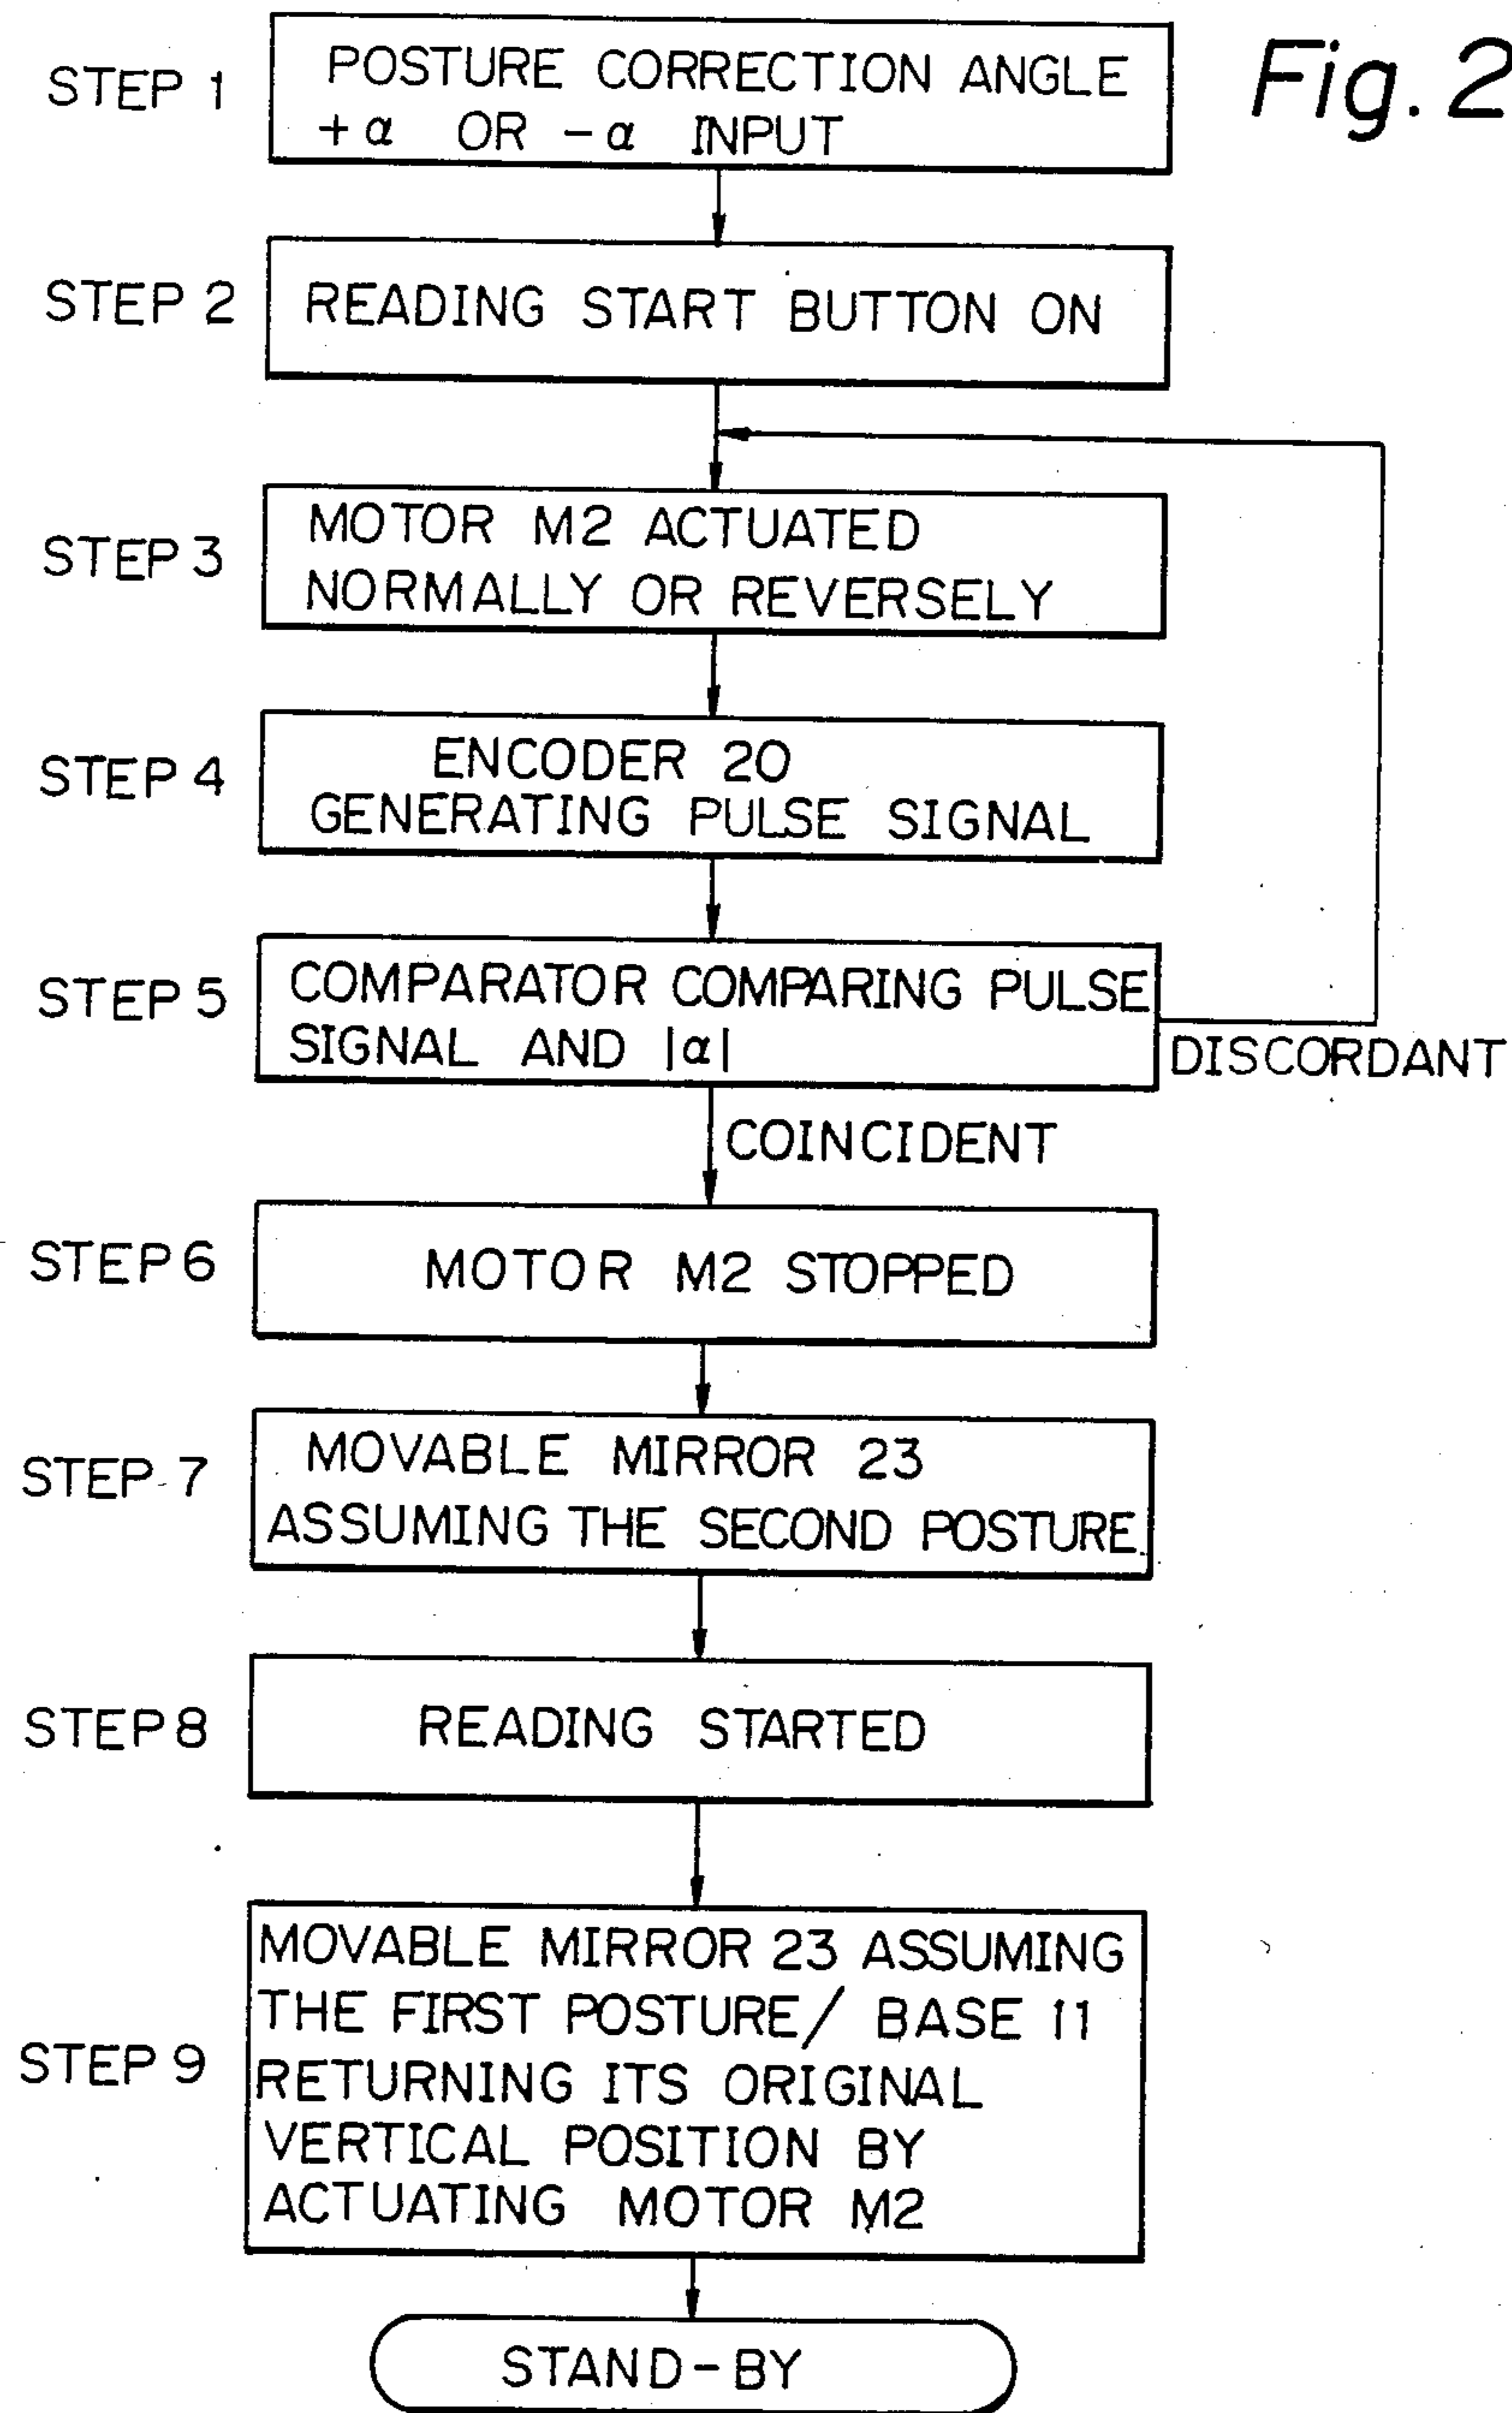 Fig. 2
STEP 1
POSTURE CORRECTION ANGLE
+α OR -α INPUT
STEP 2
READING START BUTTON ON
STEP 3
MOTOR M2 ACTUATED
NORMALLY OR REVERSELY
STEP 4
ENCODER 20
GENERATING PULSE SIGNAL
STEP 5
COMPARATOR COMPARING PULSE
SIGNAL AND |α|
DISCORDANT
COINCIDENT
STEP 6
MOTOR M2 STOPPED
STEP 7
MOVABLE MIRROR 23
ASSUMING THE SECOND POSTURE
STEP 8
READING STARTED
STEP 9
MOVABLE MIRROR 23 ASSUMING
THE FIRST POSTURE/ BASE 11
RETURNING ITS ORIGINAL
VERTICAL POSITION BY
ACTUATING MOTOR M2
STAND-BY